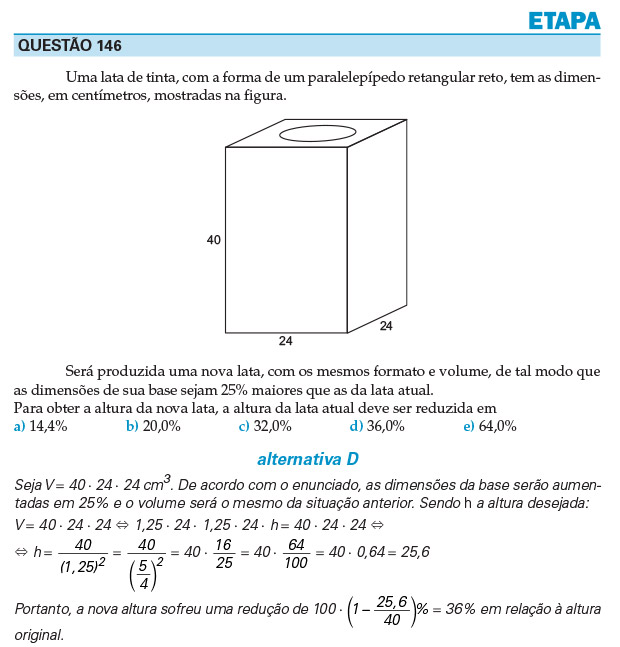 ETAPA
QUESTÃO 146
Uma lata de tinta, com a forma de um paralelepípedo retangular reto, tem as dimen-
sões, em centímetros, mostradas na figura.
40
24
24
Será produzida uma nova lata, com os mesmos formato e volume, de tal modo que
as dimensões de sua base sejam 25% maiores que as da lata atual.
Para obter a altura da nova lata, a altura da lata atual deve ser reduzida em
a) 14,4% b) 20,0% c) 32,0% d) 36,0% e) 64,0%
alternativa D
Seja V = 40 · 24 · 24 cm³. De acordo com o enunciado, as dimensões da base serão aumen-
tadas em 25% e o volume será o mesmo da situação anterior. Sendo h a altura desejada:
V = 40 · 24 · 24 ⇔ 1,25 · 24 · 1,25 · 24 · h = 40 · 24 · 24 ⇔
⇔ h = 40/(1,25)² = 40/(5/4)² = 40 · 16/25 = 40 · 64/100 = 40 · 0,64 = 25,6
Portanto, a nova altura sofreu uma redução de 100 · (1 – 25,6/40)% = 36% em relação à altura
original.